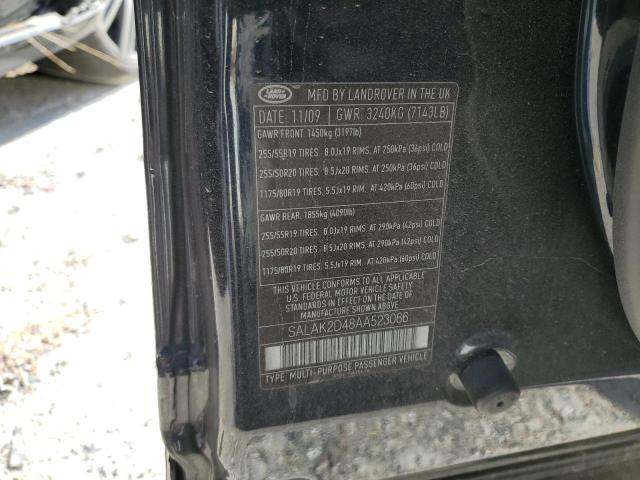 LAND ROVER
MFD BY LANDROVER IN THE UK
DATE: 11/09 GWR: 3240KG (7143LB)
GAWR FRONT: 1450kg (3197lb)
255/55R19 TIRES. 8.0Jx19 RIMS. AT 250kPa (36psi) COLD
255/50R20 TIRES. 8.5Jx20 RIMS. AT 250kPa (36psi) COLD
T175/80R19 TIRES. 5.5Jx19 RIM. AT 420kPa (60psi) COLD
GAWR REAR: 1855kg (4090lb)
255/55R19 TIRES. 8.0Jx19 RIMS. AT 290kPa (42psi) COLD
255/50R20 TIRES. 8.5Jx20 RIMS. AT 290kPa (42psi) COLD
T175/80R19 TIRES. 5.5Jx19 RIM. AT 420kPa (60psi) COLD
THIS VEHICLE CONFORMS TO ALL APPLICABLE
U.S. FEDERAL MOTOR VEHICLE SAFETY
STANDARDS IN EFFECT ON THE DATE OF
MANUFACTURE SHOWN ABOVE.
SALAK2D48AA523066
TYPE: MULTI-PURPOSE PASSENGER VEHICLE